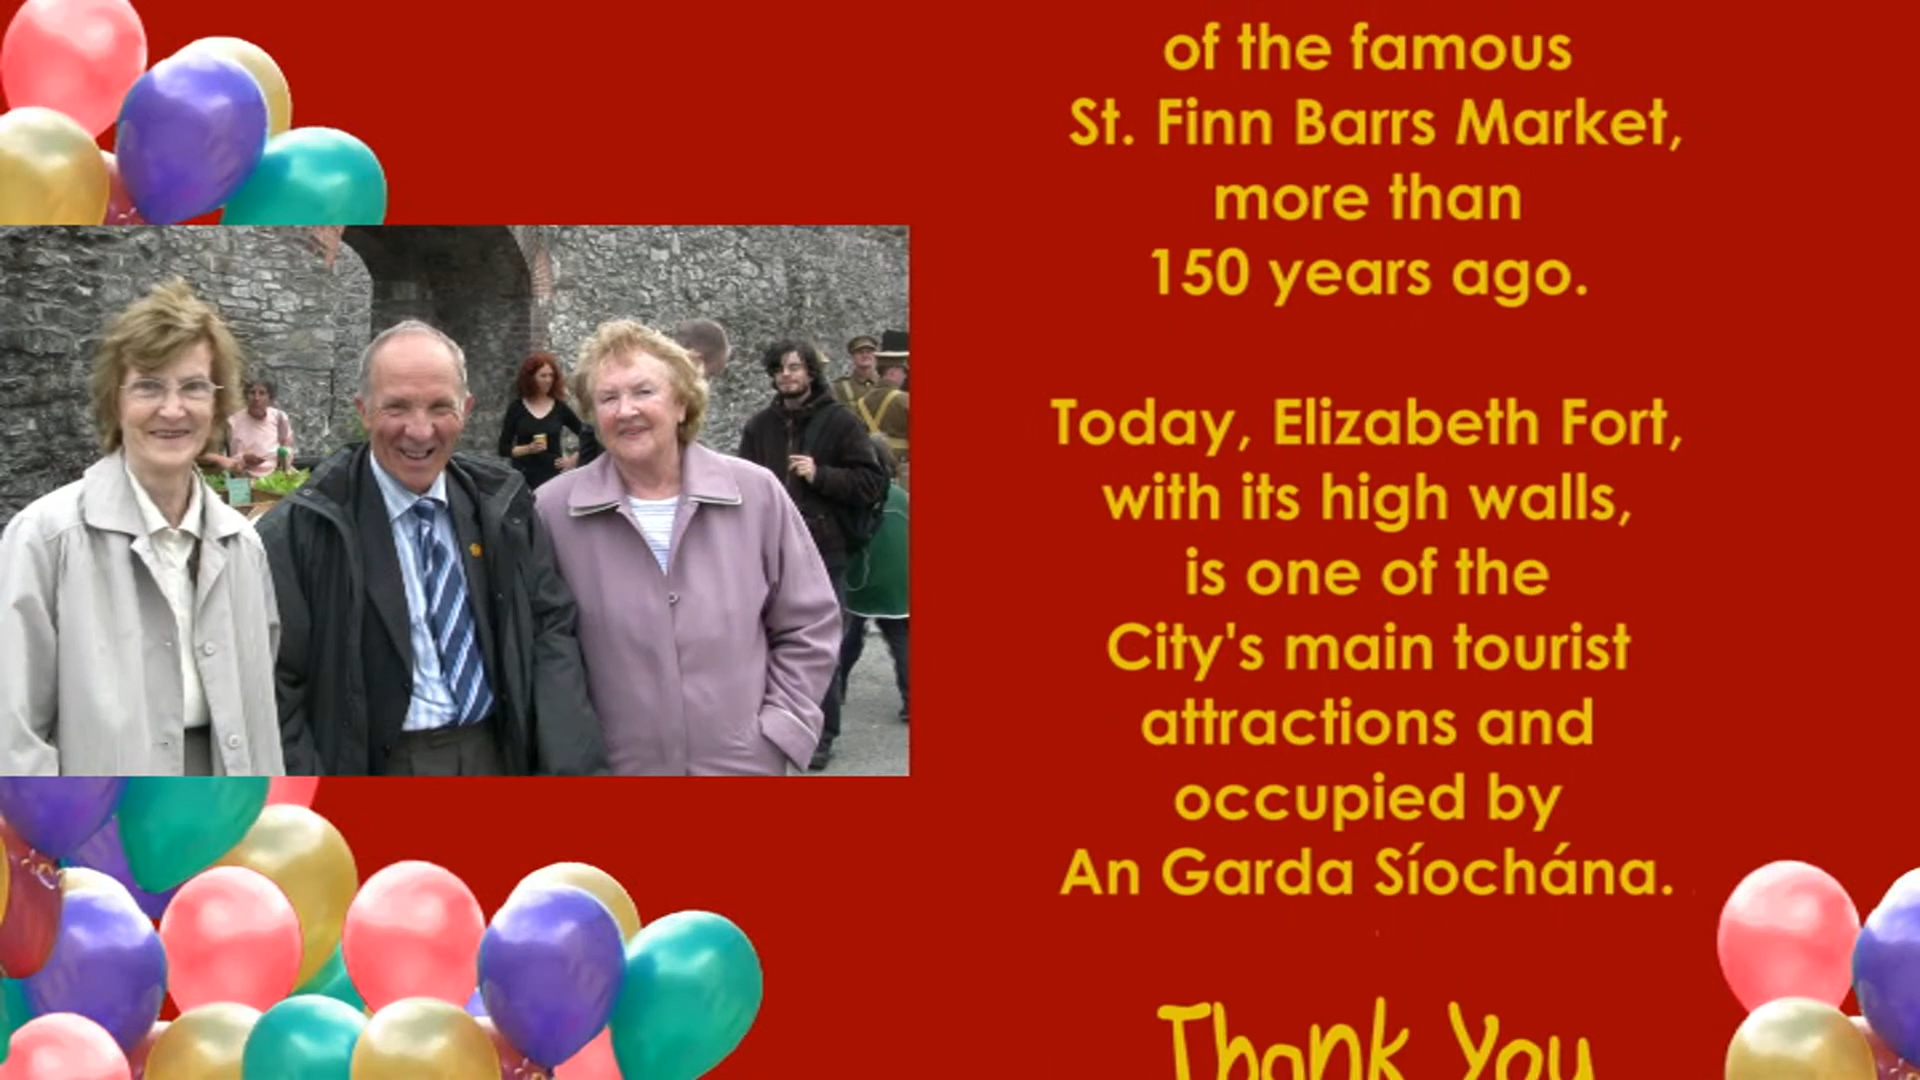 of the famous
St. Finn Barrs Market,
more than
150 years ago.
Today, Elizabeth Fort,
with its high walls,
is one of the
City's main tourist
attractions and
occupied by
An Garda Síochána.
Thank You